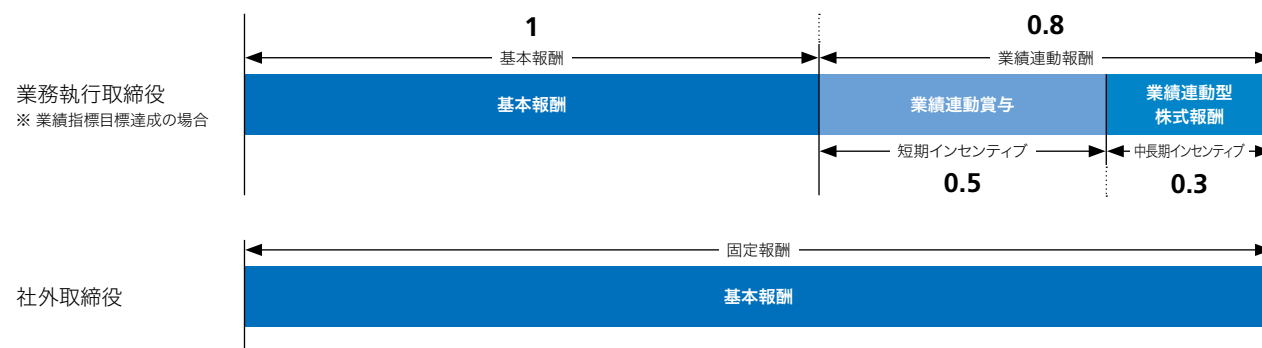 1
0.8
基本報酬
業績連動報酬
業務執行取締役
※ 業績指標目標達成の場合
基本報酬
業績連動賞与
業績連動型
株式報酬
短期インセンティブ
中長期インセンティブ
0.5
0.3
固定報酬
社外取締役
基本報酬